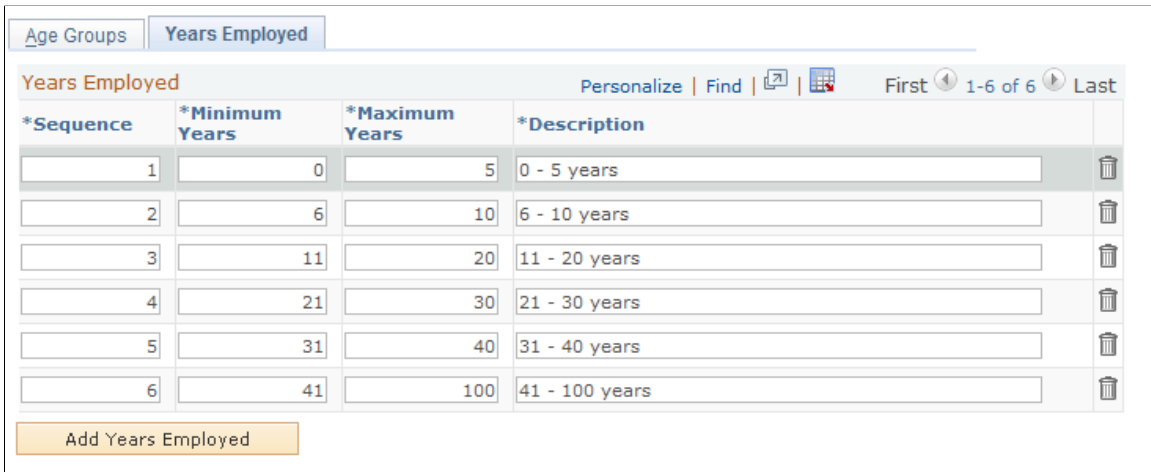 Age Groups Years Employed
Years Employed Personalize | Find | | First 1-6 of 6 Last
*Sequence *Minimum Years *Maximum Years *Description
1 0 5 0 - 5 years
2 6 10 6 - 10 years
3 11 20 11 - 20 years
4 21 30 21 - 30 years
5 31 40 31 - 40 years
6 41 100 41 - 100 years
Add Years Employed